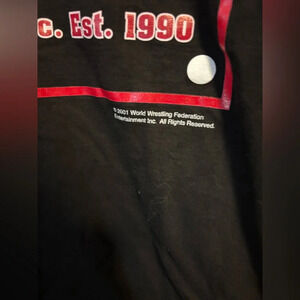 c. Est. 1990
© 2001 World Wrestling Federation
Entertainment Inc. All Rights Reserved.